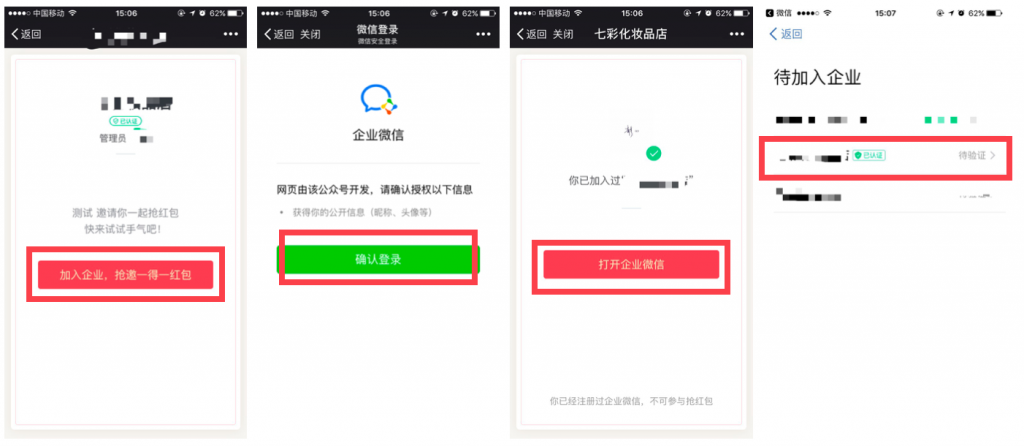 中国移动 15:06 62%
返回
已认证
管理员
测试 邀请你一起抢红包
快来试试手气吧！
加入企业，抢邀一得一红包
中国移动 15:06 62%
返回 关闭 微信登录
微信安全登录
企业微信
网页由该公众号开发，请确认授权以下信息
• 获得你的公开信息（昵称、头像等）
确认登录
中国移动 15:06 62%
返回 关闭 七彩化妆品店
你已加入过“ ”
打开企业微信
你已经注册过企业微信，不可参与抢红包
微信 15:07 62%
返回
待加入企业
已认证 待验证